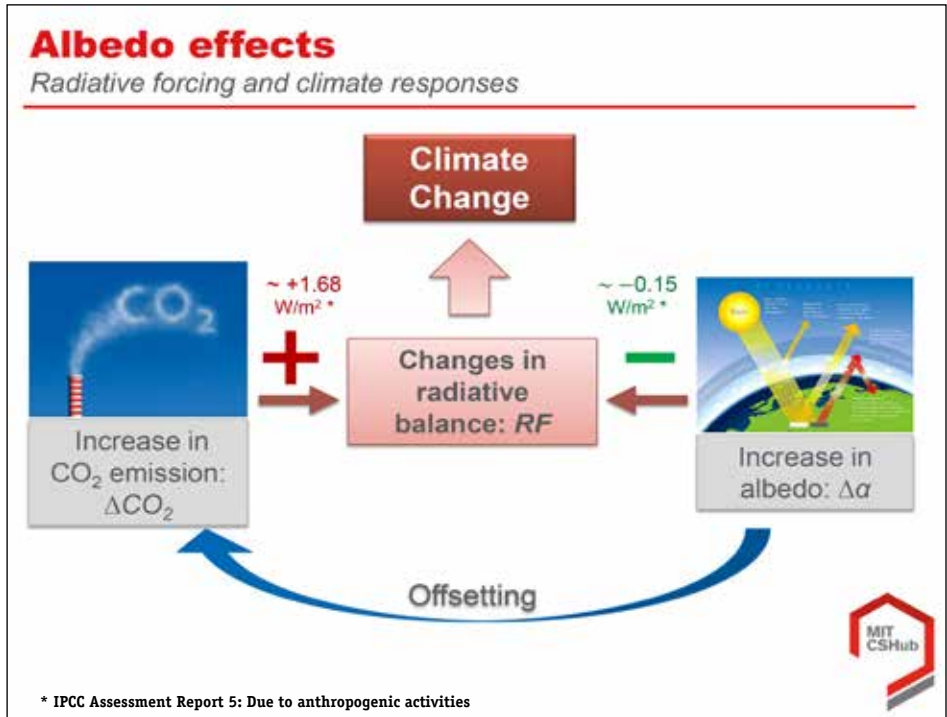 Albedo effects
Radiative forcing and climate responses
Climate
Change
~ +1.68
W/m² *
~ −0.15
W/m² *
CO₂
Changes in
radiative
balance: RF
Increase in
CO₂ emission:
ΔCO₂
Increase in
albedo: Δα
Offsetting
MIT
CSHub
* IPCC Assessment Report 5: Due to anthropogenic activities